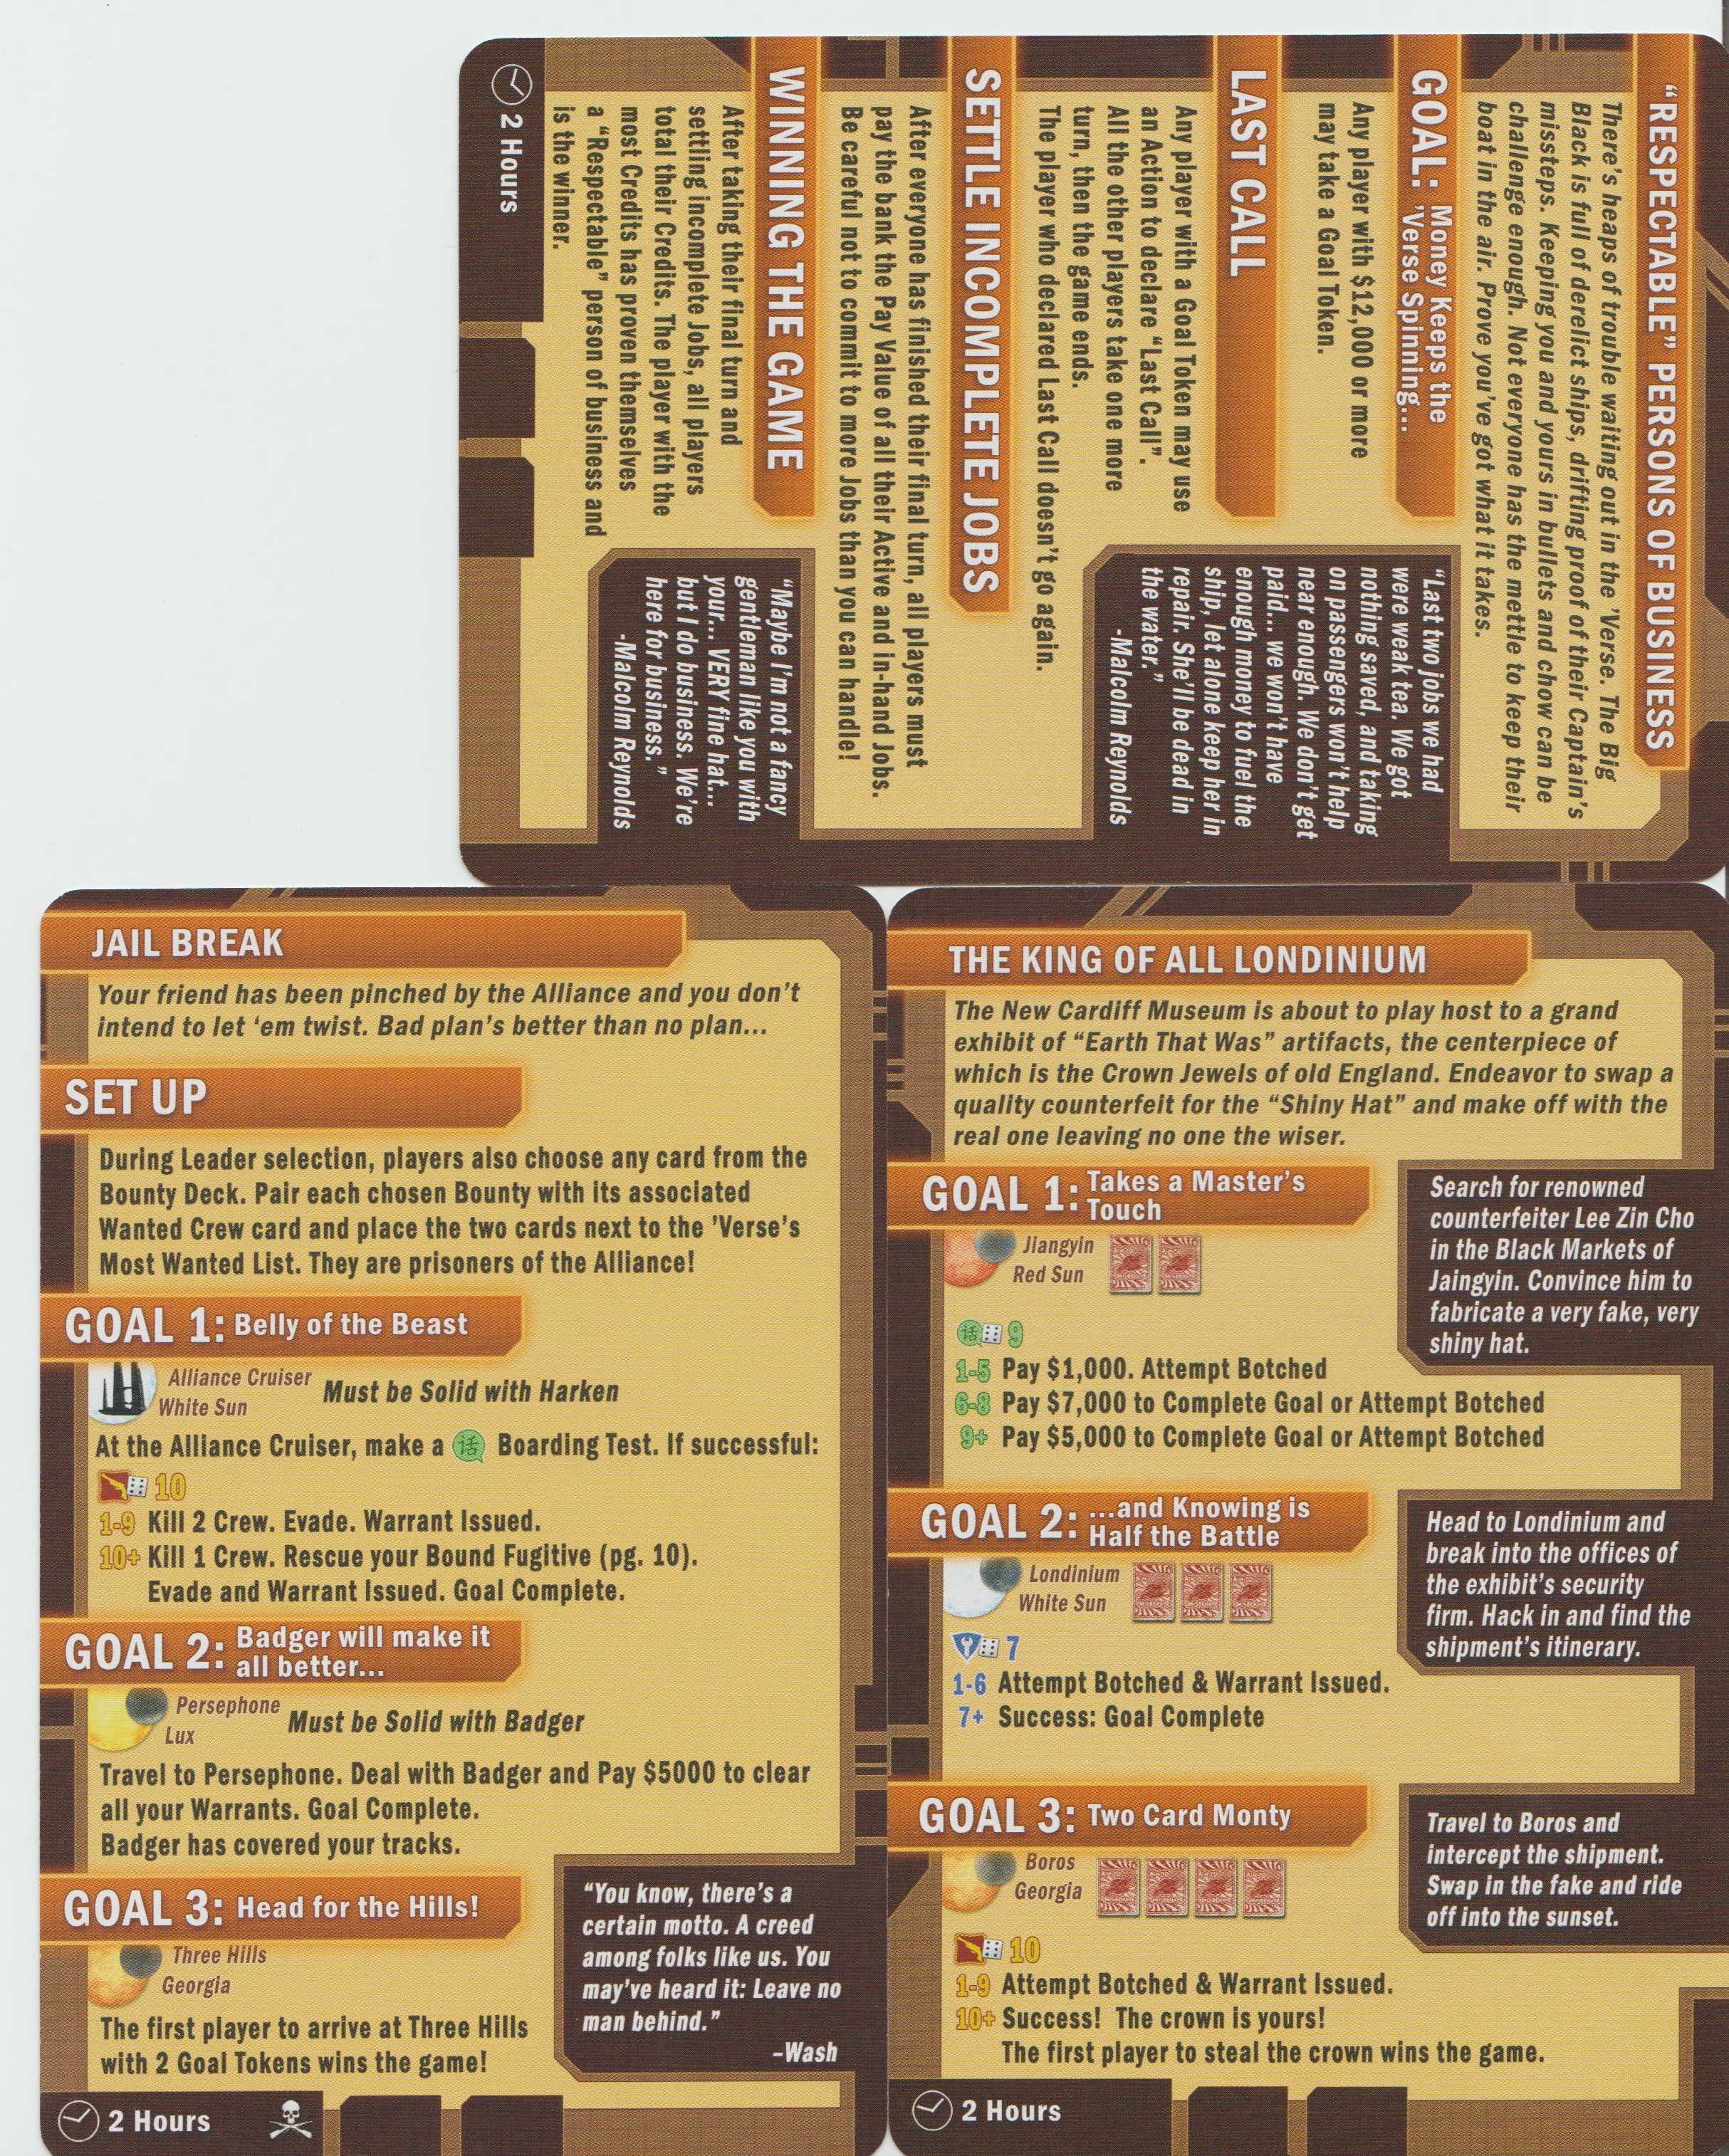 “RESPECTABLE” PERSONS OF BUSINESS
There’s heaps of trouble waiting out in the ’Verse. The Big
Black is full of derelict ships, drifting proof of their Captain’s
missteps. Keeping you and yours in bullets and chow can be
challenge enough. Not everyone has the mettle to keep their
boat in the air. Prove you’ve got what it takes.
GOAL: Money Keeps the
’Verse Spinning...
Any player with $12,000 or more
may take a Goal Token.
LAST CALL
Any player with a Goal Token may use
an Action to declare “Last Call”.
All the other players take one more
turn, then the game ends.
The player who declared Last Call doesn’t go again.
“Last two jobs we had
were weak tea. We got
nothing saved, and taking
on passengers won’t help
near enough. We don’t get
paid... we won’t have
enough money to fuel the
ship, let alone keep her in
repair. She’ll be dead in
the water.”
-Malcolm Reynolds
SETTLE INCOMPLETE JOBS
After everyone has finished their final turn, all players must
pay the bank the Pay Value of all their Active and in-hand Jobs.
Be careful not to commit to more Jobs than you can handle!
WINNING THE GAME
After taking their final turn and
settling incomplete Jobs, all players
total their Credits. The player with the
most Credits has proven themselves
a “Respectable” person of business and
is the winner.
“Maybe I’m not a fancy
gentleman like you with
your... VERY fine hat...
but I do business. We’re
here for business.”
-Malcolm Reynolds
2 Hours
JAIL BREAK
Your friend has been pinched by the Alliance and you don’t
intend to let ‘em twist. Bad plan’s better than no plan...
SET UP
During Leader selection, players also choose any card from the
Bounty Deck. Pair each chosen Bounty with its associated
Wanted Crew card and place the two cards next to the ’Verse’s
Most Wanted List. They are prisoners of the Alliance!
GOAL 1: Belly of the Beast
Alliance Cruiser
White Sun
Must be Solid with Harken
At the Alliance Cruiser, make a 话 Boarding Test. If successful:
10
1-9 Kill 2 Crew. Evade. Warrant Issued.
10+ Kill 1 Crew. Rescue your Bound Fugitive (pg. 10).
Evade and Warrant Issued. Goal Complete.
GOAL 2: Badger will make it
all better...
Persephone
Lux
Must be Solid with Badger
Travel to Persephone. Deal with Badger and Pay $5000 to clear
all your Warrants. Goal Complete.
Badger has covered your tracks.
GOAL 3: Head for the Hills!
Three Hills
Georgia
The first player to arrive at Three Hills
with 2 Goal Tokens wins the game!
“You know, there’s a
certain motto. A creed
among folks like us. You
may’ve heard it: Leave no
man behind.”
–Wash
2 Hours
THE KING OF ALL LONDINIUM
The New Cardiff Museum is about to play host to a grand
exhibit of “Earth That Was” artifacts, the centerpiece of
which is the Crown Jewels of old England. Endeavor to swap a
quality counterfeit for the “Shiny Hat” and make off with the
real one leaving no one the wiser.
GOAL 1: Takes a Master’s
Touch
Jiangyin
Red Sun
Search for renowned
counterfeiter Lee Zin Cho
in the Black Markets of
Jaingyin. Convince him to
fabricate a very fake, very
shiny hat.
话 9
1-5 Pay $1,000. Attempt Botched
6-8 Pay $7,000 to Complete Goal or Attempt Botched
9+ Pay $5,000 to Complete Goal or Attempt Botched
GOAL 2: ...and Knowing is
Half the Battle
Londinium
White Sun
Head to Londinium and
break into the offices of
the exhibit’s security
firm. Hack in and find the
shipment’s itinerary.
7
1-6 Attempt Botched & Warrant Issued.
7+ Success: Goal Complete
GOAL 3: Two Card Monty
Boros
Georgia
Travel to Boros and
intercept the shipment.
Swap in the fake and ride
off into the sunset.
10
1-9 Attempt Botched & Warrant Issued.
10+ Success! The crown is yours!
The first player to steal the crown wins the game.
2 Hours